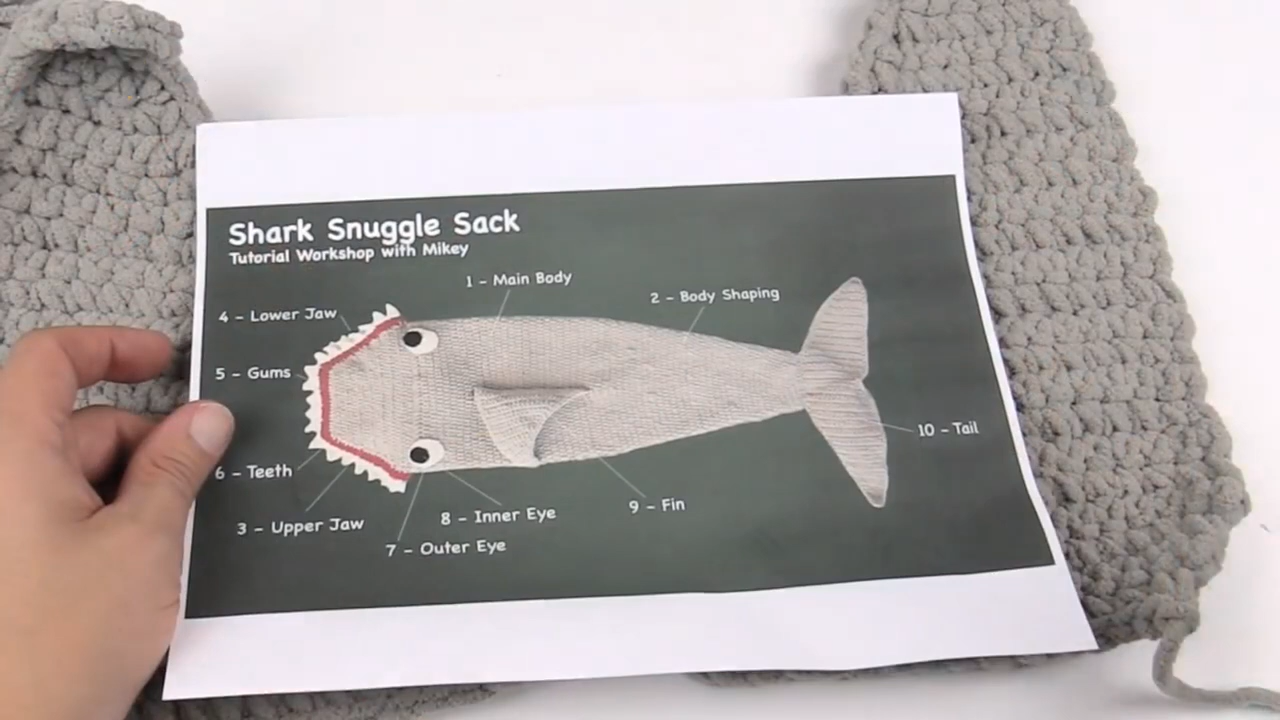 Shark Snuggle Sack
Tutorial Workshop with Mikey
1 - Main Body
2 - Body Shaping
4 - Lower Jaw
5 - Gums
10 - Tail
6 - Teeth
9 - Fin
8 - Inner Eye
3 - Upper Jaw
7 - Outer Eye